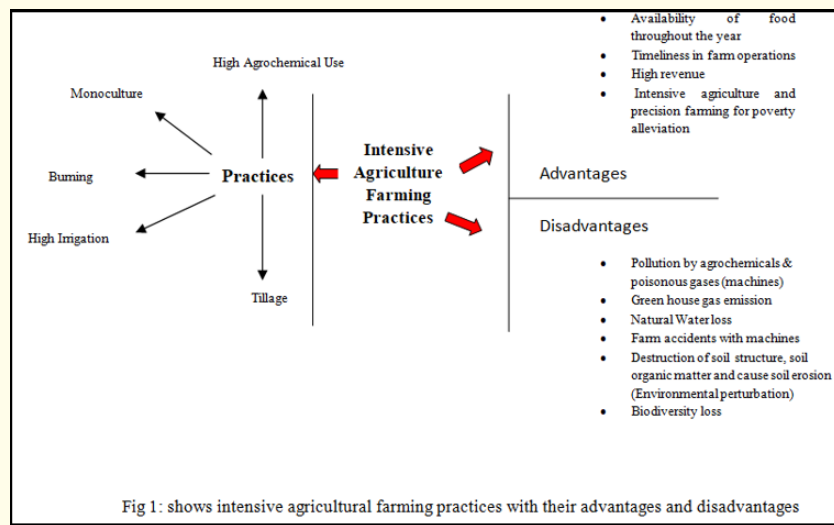 High Agrochemical Use
Monoculture
Burning
Practices
High Irrigation
Tillage
Intensive
Agriculture
Farming
Practices
• Availability of food
throughout the year
• Timeliness in farm operations
• High revenue
• Intensive agriculture and
precision farming for poverty
alleviation
Advantages
Disadvantages
• Pollution by agrochemicals &
poisonous gases (machines)
• Green house gas emission
• Natural Water loss
• Farm accidents with machines
• Destruction of soil structure, soil
organic matter and cause soil erosion
(Environmental perturbation)
• Biodiversity loss
Fig 1: shows intensive agricultural farming practices with their advantages and disadvantages